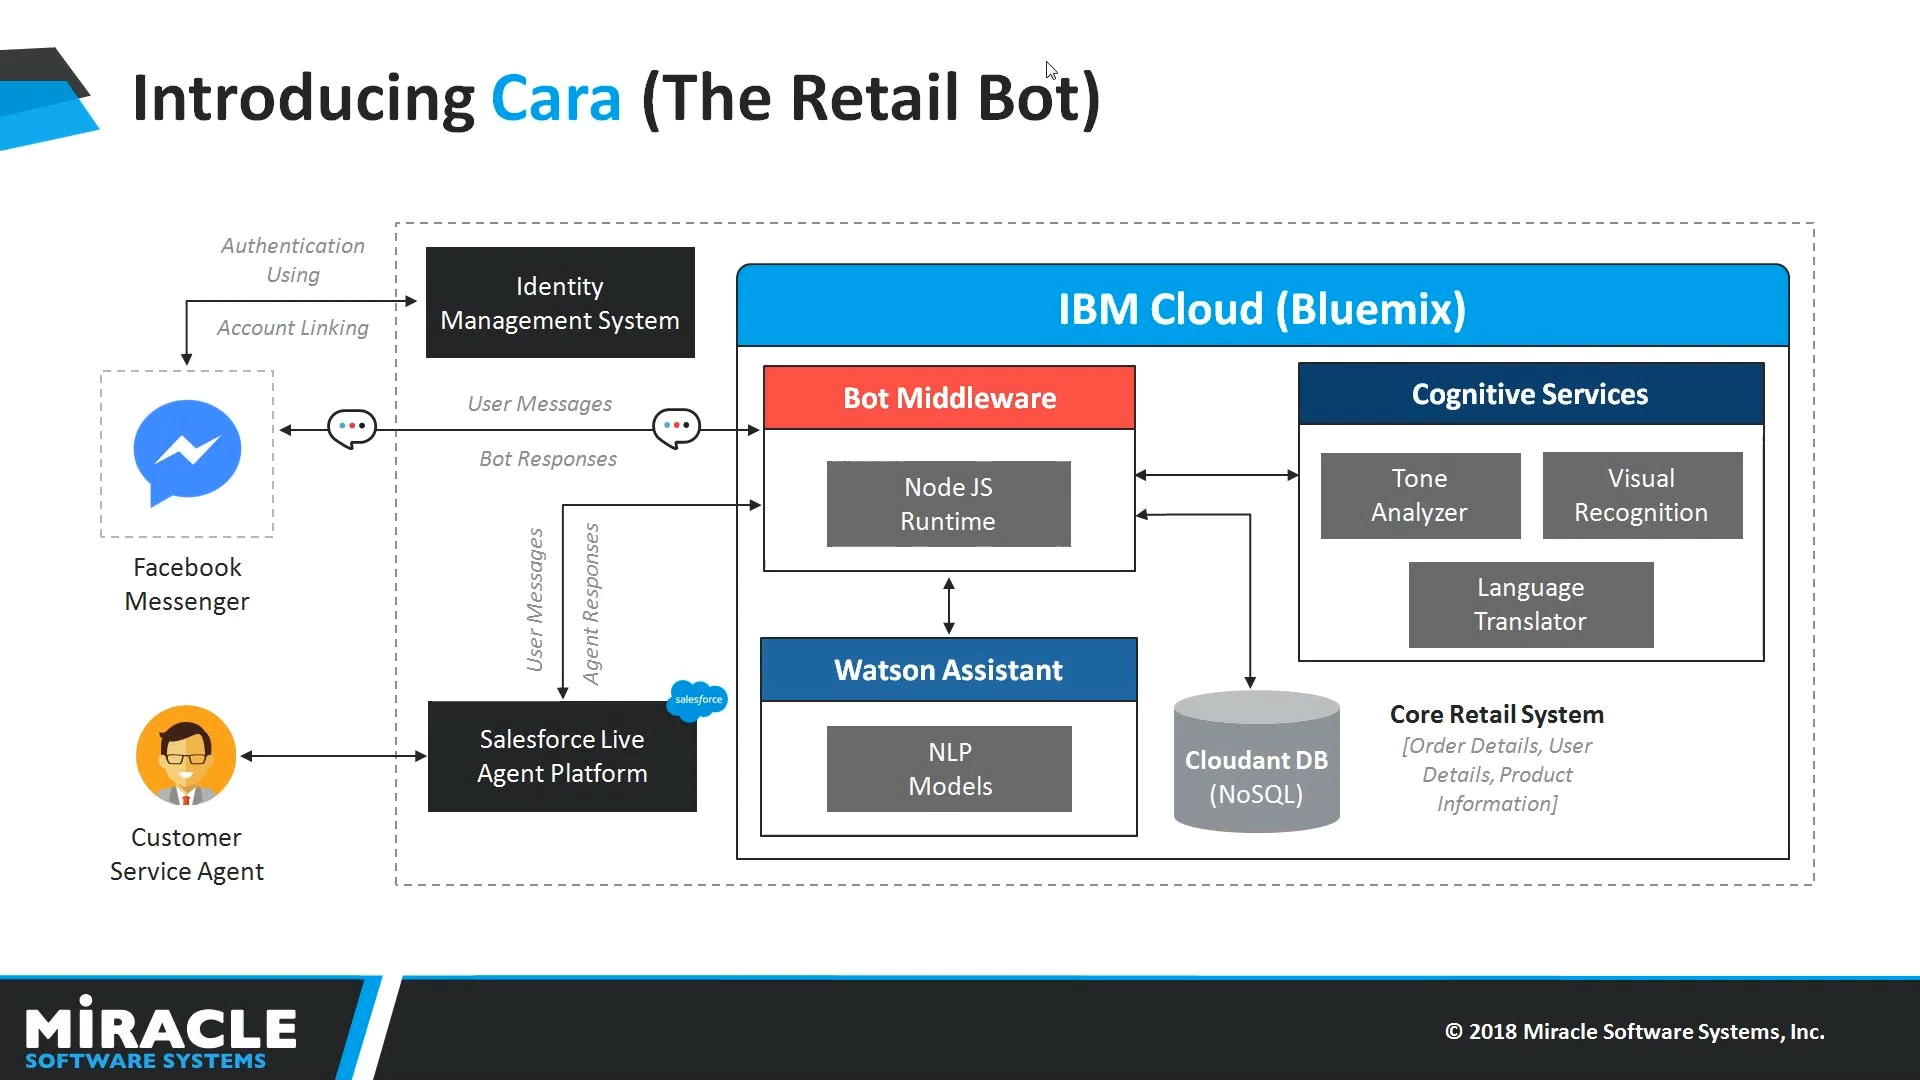 Introducing Cara (The Retail Bot)
Authentication
Using
Account Linking
Identity
Management System
IBM Cloud (Bluemix)
User Messages
Bot Responses
Bot Middleware
Node JS
Runtime
Cognitive Services
Tone
Analyzer
Visual
Recognition
Language
Translator
Facebook
Messenger
User Messages
Agent Responses
Watson Assistant
NLP
Models
salesforce
Salesforce Live
Agent Platform
Cloudant DB
(NoSQL)
Core Retail System
[Order Details, User
Details, Product
Information]
Customer
Service Agent
MiRACLE
SOFTWARE SYSTEMS
© 2018 Miracle Software Systems, Inc.